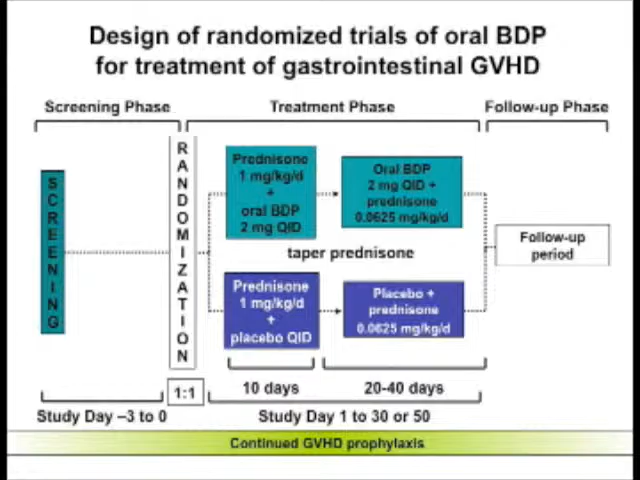 Design of randomized trials of oral BDP
for treatment of gastrointestinal GVHD
Screening Phase
Treatment Phase
Follow-up Phase
SCREENING
RANDOMIZATION
1:1
Prednisone
1 mg/kg/d
+
oral BDP
2 mg QID
Oral BDP
2 mg QID +
prednisone
0.0625 mg/kg/d
taper prednisone
Prednisone
1 mg/kg/d
+
placebo QID
Placebo +
prednisone
0.0625 mg/kg/d
Follow-up
period
10 days
20-40 days
Study Day –3 to 0
Study Day 1 to 30 or 50
Continued GVHD prophylaxis